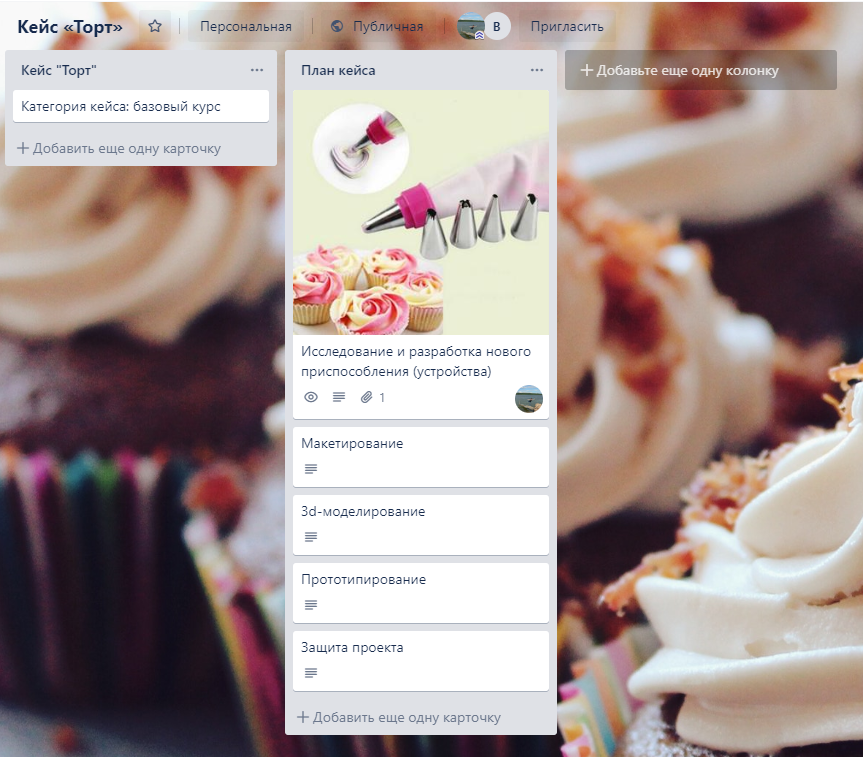 Кейс «Торт»
Персональная
Публичная
В
Пригласить
Кейс "Торт"
Категория кейса: базовый курс
Добавить еще одну карточку
План кейса
Исследование и разработка нового
приспособления (устройства)
1
Макетирование
3d-моделирование
Прототипирование
Защита проекта
Добавить еще одну карточку
Добавьте еще одну колонку